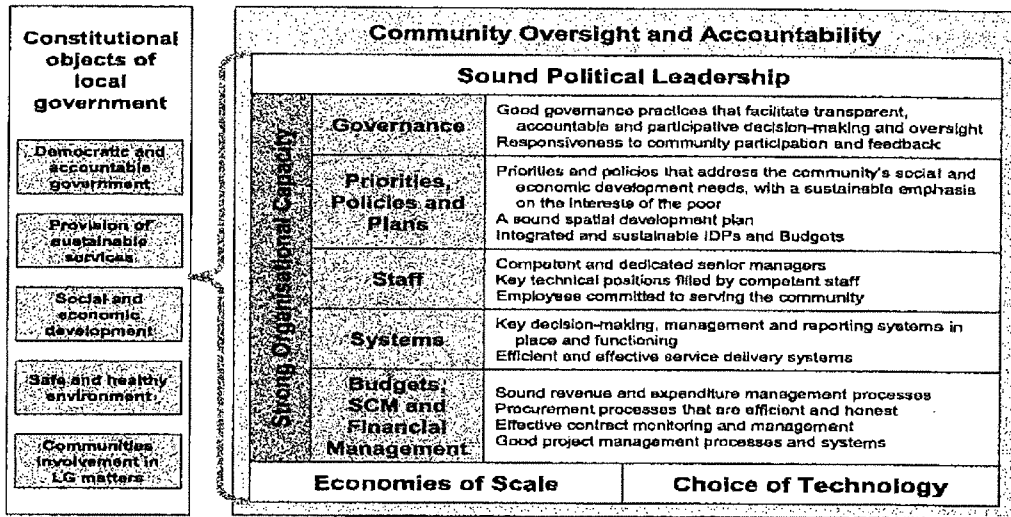 Constitutional
objects of
local
government
Democratic and
accountable
government
Provision of
sustainable
services
Social and
economic
development
Safe and healthy
environment
Communities
involvement in
LG matters
Community Oversight and Accountability
Sound Political Leadership
Strong Organisational Capacity
Governance
Good governance practices that facilitate transparent,
accountable and participative decision-making and oversight
Responsiveness to community participation and feedback
Priorities,
Policies and
Plans
Priorities and policies that address the community's social and
economic development needs, with a sustainable emphasis
on the interests of the poor
A sound spatial development plan
Integrated and sustainable IDPs and Budgets
Staff
Competent and dedicated senior managers
Key technical positions filled by competent staff
Employees committed to serving the community
Systems
Key decision-making, management and reporting systems in
place and functioning
Efficient and effective service delivery systems
Budgets,
SCM and
Financial
Management
Sound revenue and expenditure management processes
Procurement processes that are efficient and honest
Effective contract monitoring and management
Good project management processes and systems
Economies of Scale
Choice of Technology